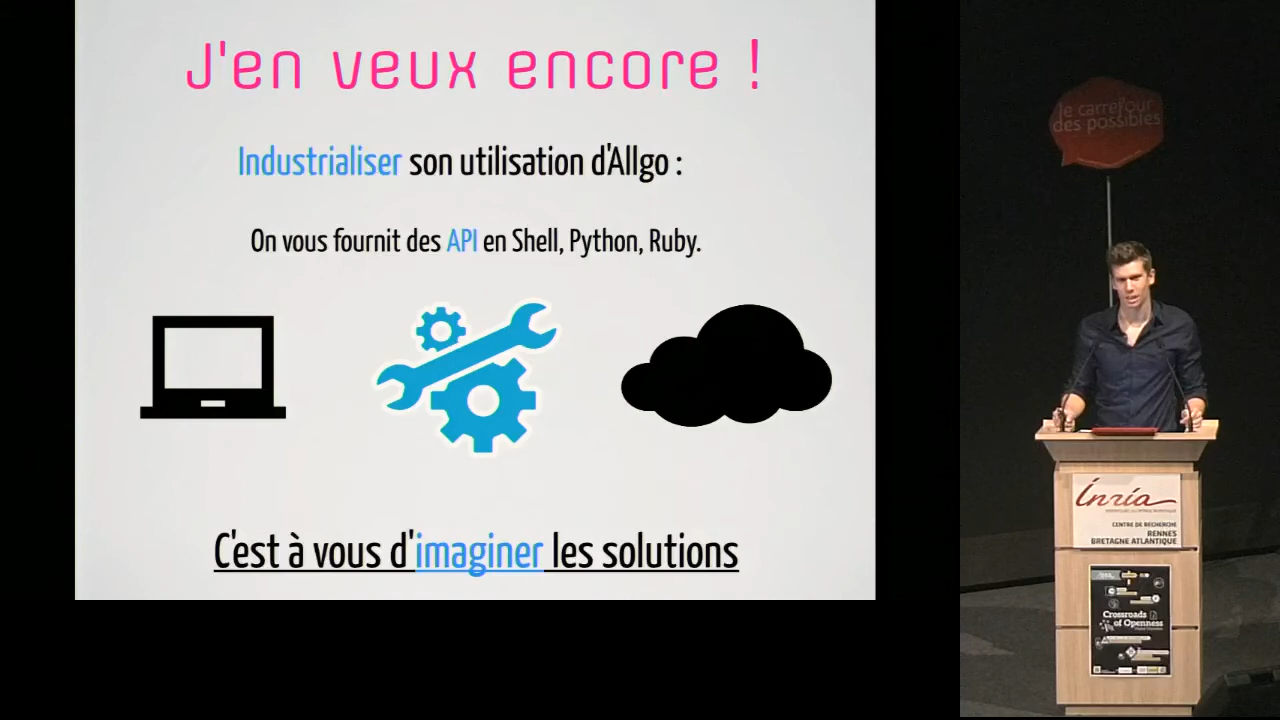 J'en veux encore !
Industrialiser son utilisation d'Allgo :
On vous fournit des API en Shell, Python, Ruby.
C'est à vous d'imaginer les solutions
le carrefour
des possibles
Inria
CENTRE DE RECHERCHE
RENNES
BRETAGNE ATLANTIQUE
Crossroads
of Openness